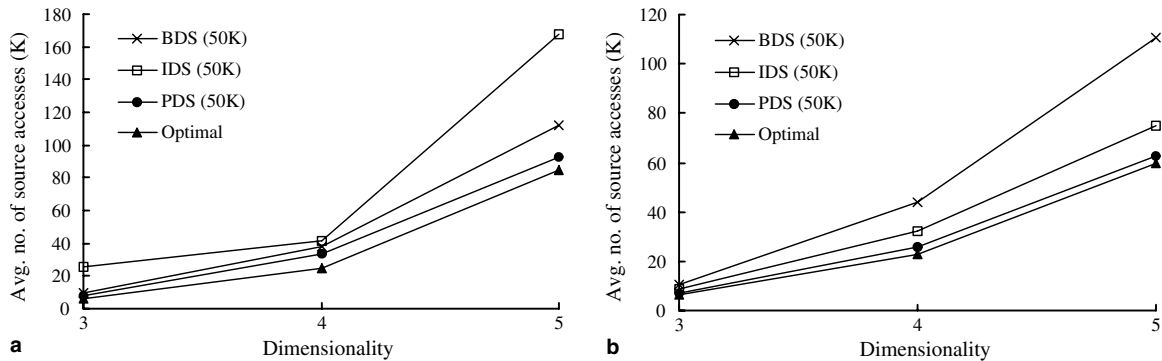 Avg. no. of source accesses (K)
180
160
140
120
100
80
60
40
20
0
BDS (50K)
IDS (50K)
PDS (50K)
Optimal
3
4
5
Dimensionality
a
Avg. no. of source accesses (K)
120
100
80
60
40
20
0
BDS (50K)
IDS (50K)
PDS (50K)
Optimal
3
4
5
Dimensionality
b